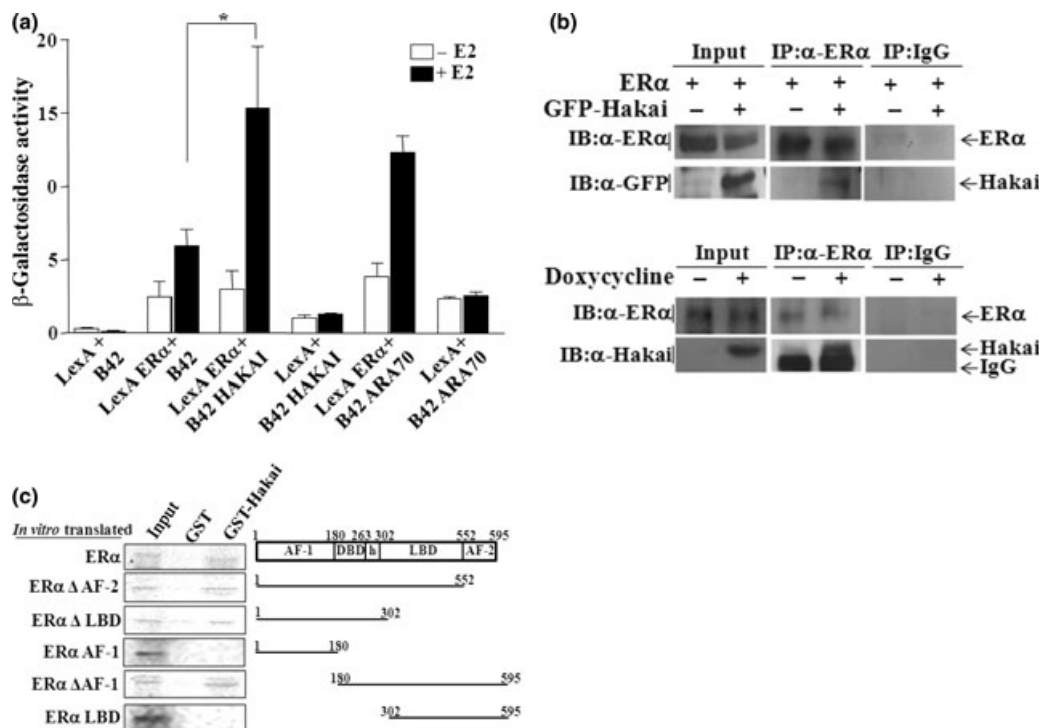 (a)
*
20
15
0
5
0
β-Galactosidase activity
– E2
+ E2
LexA +
B42
LexA ERα+
B42
LexA ERα+
B42 HAKAI
LexA+
B42 HAKAI
LexA ERα+
B42 ARA70
LexA+
B42 ARA70
(b)
Input IP:α-ERα IP:IgG
ERα + + + + + +
GFP-Hakai – + – + – +
IB:α-ERα ←ERα
IB:α-GFP ←Hakai
Input IP:α-ERα IP:IgG
Doxycycline – + – + – +
IB:α-ERα ←ERα
IB:α-Hakai ←Hakai
←IgG
(c)
In vitro translated Input GST GST-Hakai
1 180 263 302 552 595
ERα AF-1 DBD h LBD AF-2
ERα Δ AF-2 1 552
ERα Δ LBD 1 302
ERα AF-1 1 180
ERα ΔAF-1 180 595
ERα LBD 302 595